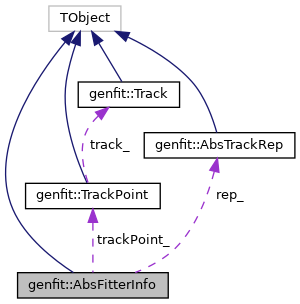 TObject
genfit::Track
track_
genfit::AbsTrackRep
genfit::TrackPoint
rep_
trackPoint_
genfit::AbsFitterInfo